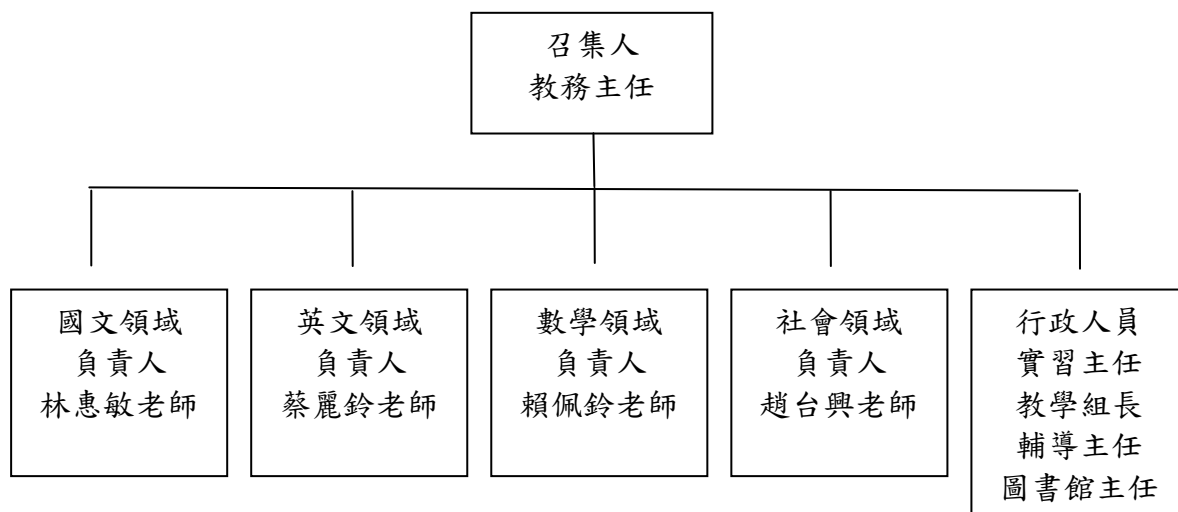 召集人
教務主任
國文領域
負責人
林惠敏老師
英文領域
負責人
蔡麗鈴老師
數學領域
負責人
賴佩鈴老師
社會領域
負責人
趙台興老師
行政人員
實習主任
教學組長
輔導主任
圖書館主任